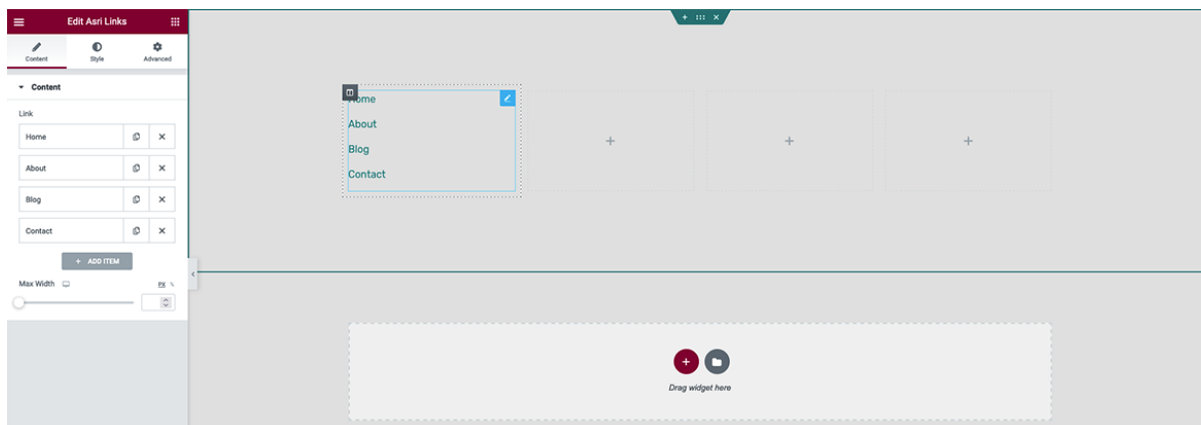 Edit Asri Links
Content
Style
Advanced
Content
Link
Home
About
Blog
Contact
+ ADD ITEM
Max Width
PX %
Home
About
Blog
Contact
Drag widget here